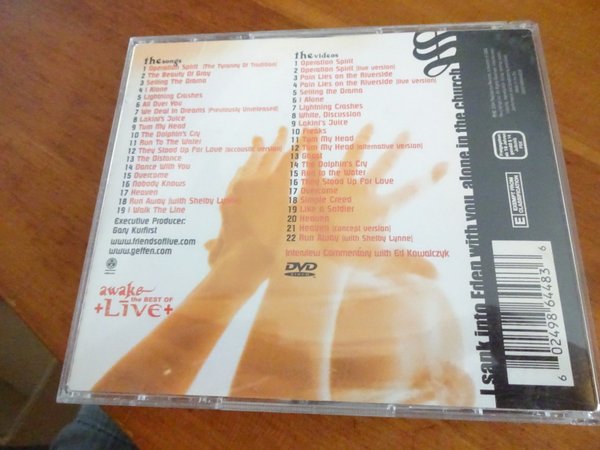 the songs
1 Operation Spirit (The Tyranny Of Tradition)
2 The Beauty Of Gray
3 Selling The Drama
4 I Alone
5 Lightning Crashes
6 All Over You
7 We Deal In Dreams (Previously Unreleased)
8 Lakini's Juice
9 Turn My Head
10 The Dolphin's Cry
11 Run To The Water
12 They Stood Up For Love (accoustic version)
13 The Distance
14 Dance With You
15 Overcome
16 Nobody Knows
17 Heaven
18 Run Away (with Shelby Lynne)
19 I Walk The Line
Executive Producer:
Gary Kurfirst
www.friendsoflive.com
www.geffen.com
awake
the BEST OF
+LIVE+
the videos
1 Operation Spirit
2 Operation Spirit (live version)
3 Pain Lies on the Riverside
4 Pain Lies on the Riverside (live version)
5 Selling the Drama
6 I Alone
7 Lightning Crashes
8 White, Discussion
9 Lakini's Juice
10 Freaks
11 Turn My Head
12 Turn My Head (alternative version)
13 Ghost
14 The Dolphin's Cry
15 Run to the Water
16 They Stood Up For Love
17 Overcome
18 Simple Creed
19 Like a Soldier
20 Heaven
21 Heaven (concept version)
22 Run Away (with Shelby Lynne)
Interview Commentary with Ed Kowalczyk
DVD
VIDEO
I sank into Eden with you alone in the church
E COMPILATION
6 02498 64483 6